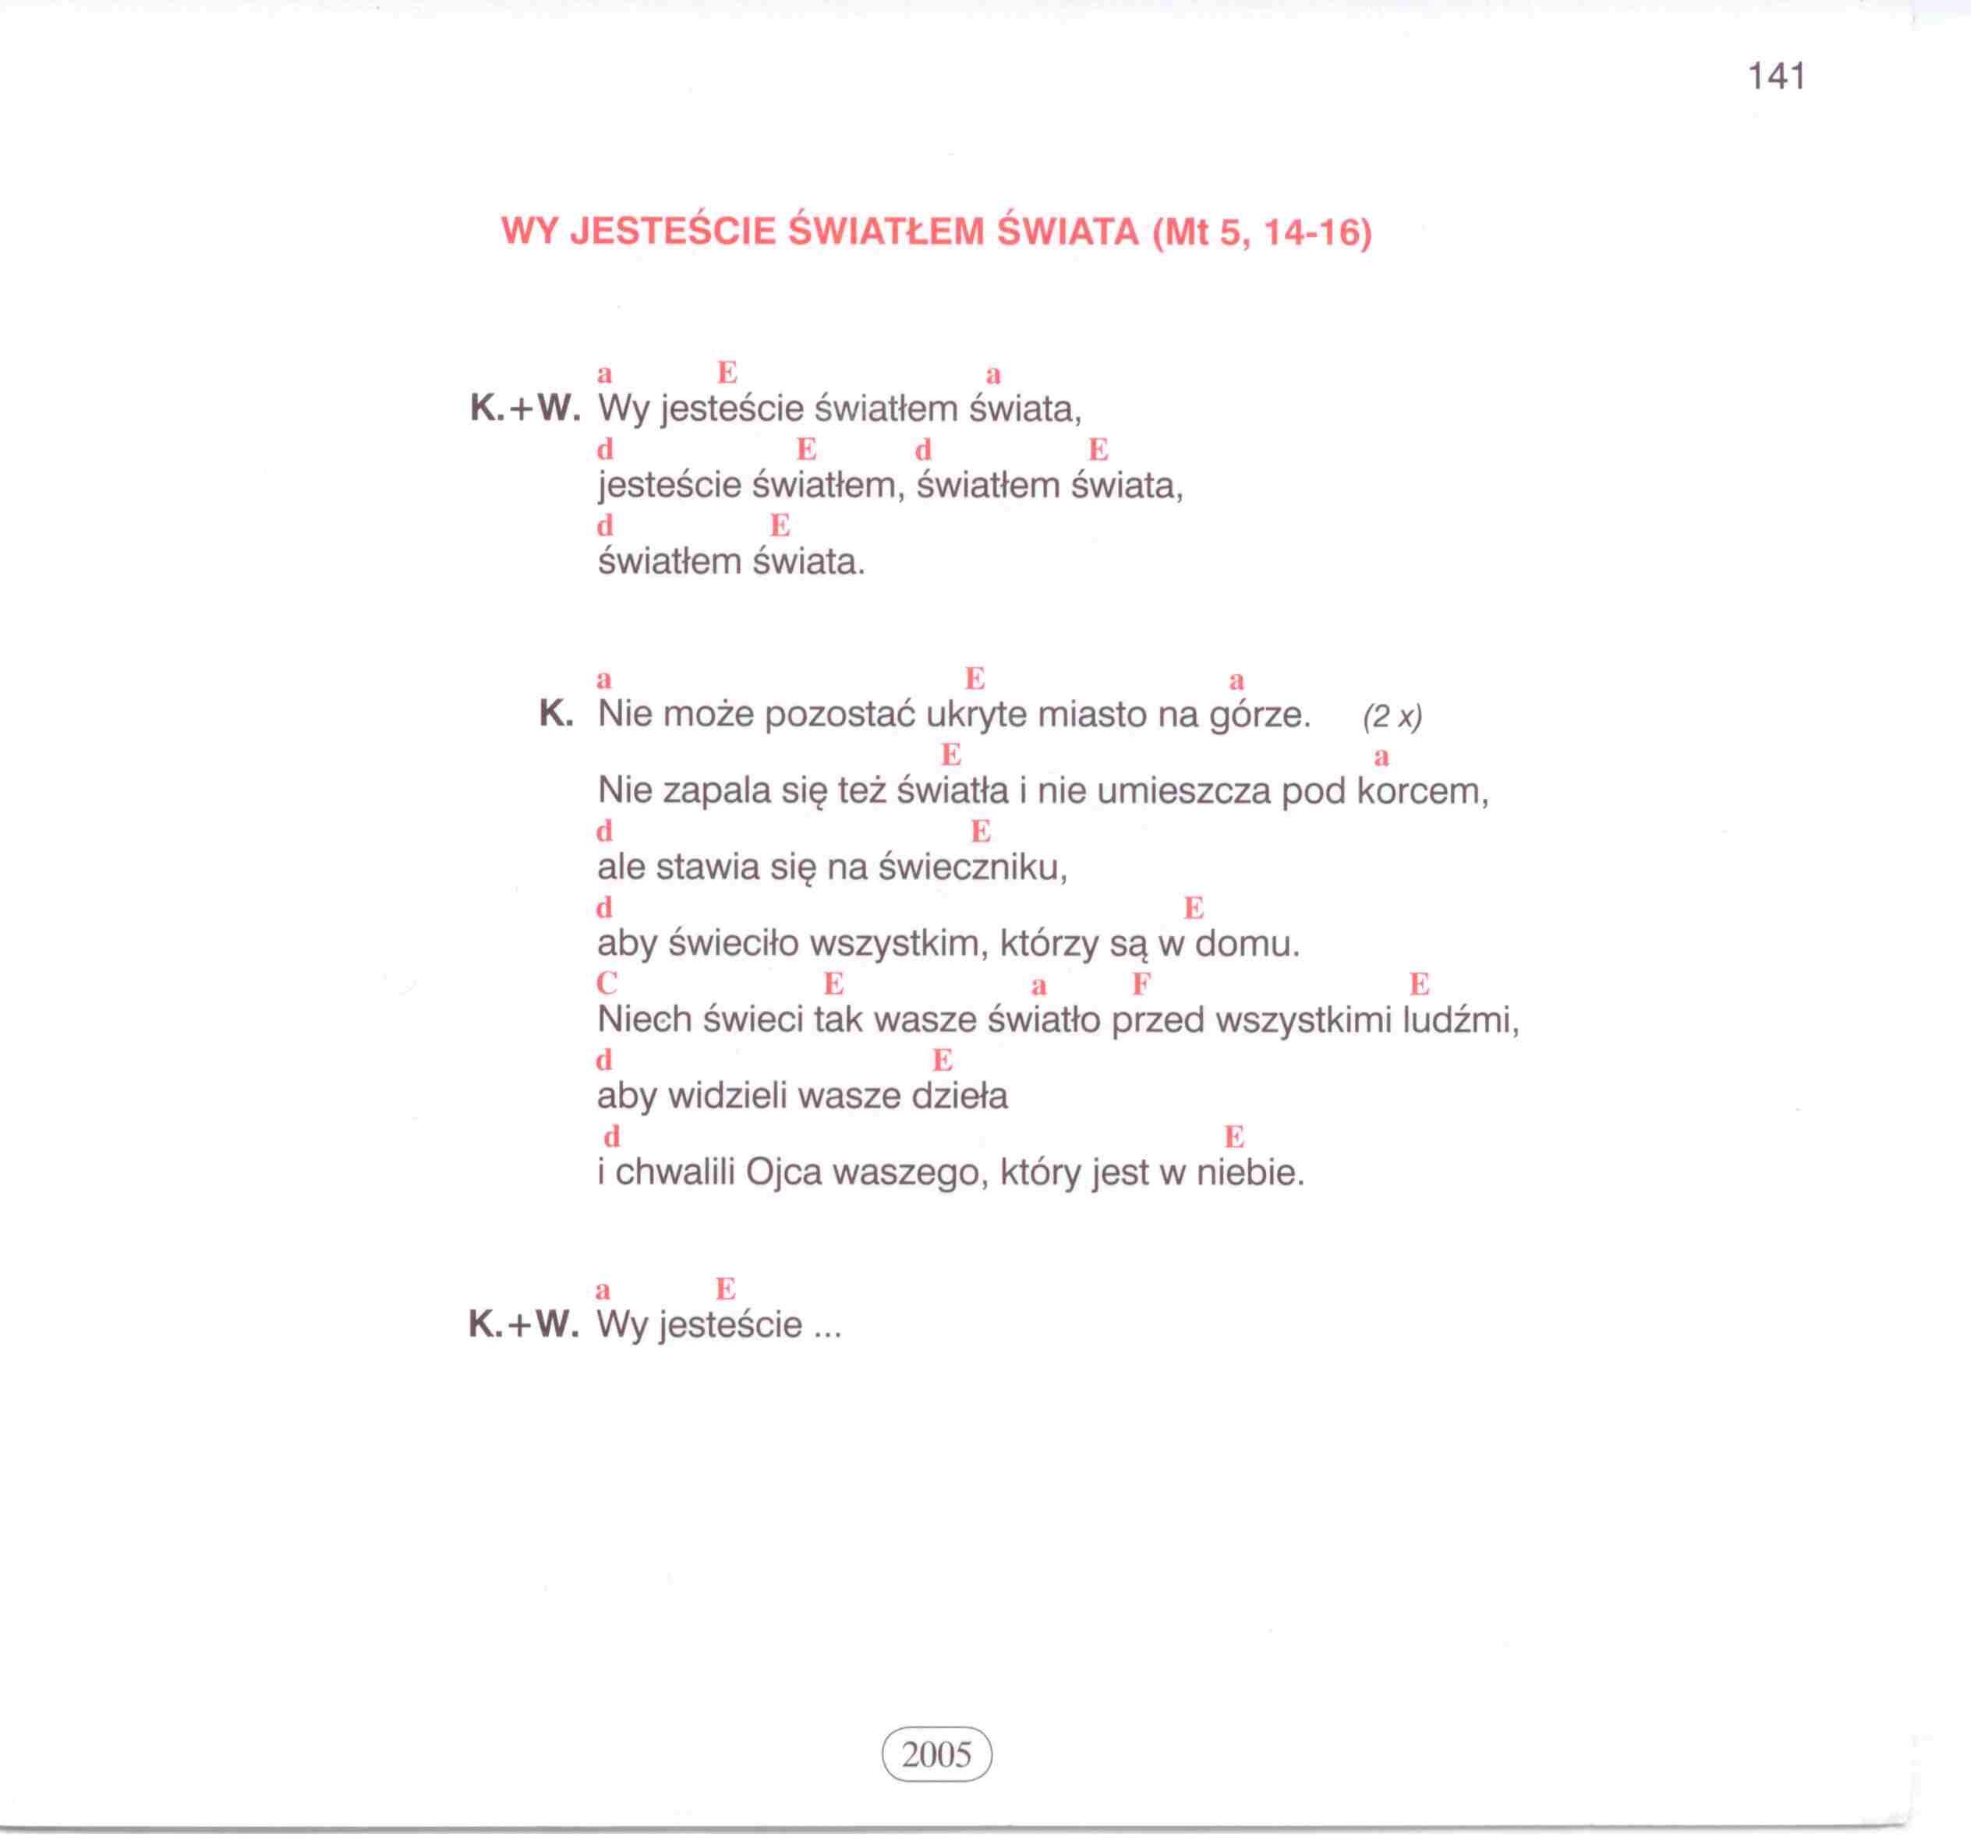 141
WY JESTEŚCIE ŚWIATŁEM ŚWIATA (Mt 5, 14-16)
a E a
K.+W. Wy jesteście światłem świata,
d E d E
jesteście światłem, światłem świata,
d E
światłem świata.
a E a
K. Nie może pozostać ukryte miasto na górze. (2 x)
E a
Nie zapala się też światła i nie umieszcza pod korcem,
d E
ale stawia się na świeczniku,
d E
aby świeciło wszystkim, którzy są w domu.
C E a F E
Niech świeci tak wasze światło przed wszystkimi ludźmi,
d E
aby widzieli wasze dzieła
d E
i chwalili Ojca waszego, który jest w niebie.
a E
K.+W. Wy jesteście ...
2005